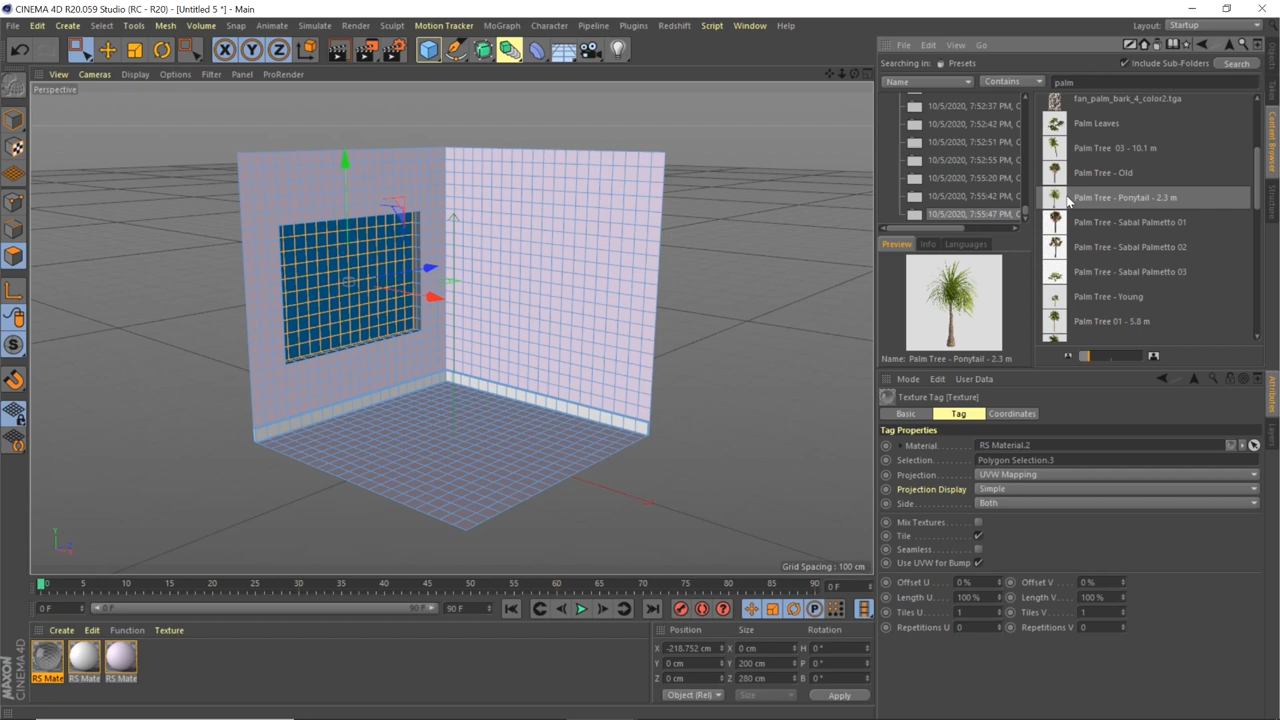 CINEMA 4D R20.059 Studio (RC - R20) - [Untitled 5 *] - Main
File Edit Create Select Tools Mesh Volume Snap Animate Simulate Render Sculpt Motion Tracker MoGraph Character Pipeline Plugins Redshift Script Window Help
Layout: Startup
X Y Z
View Cameras Display Options Filter Panel ProRender
Perspective
Grid Spacing : 100 cm
File Edit View Go
Searching in: Presets
Include Sub-Folders Search
Name Contains palm
10/5/2020, 7:52:37 PM, C
10/5/2020, 7:52:42 PM, C
10/5/2020, 7:52:51 PM, C
10/5/2020, 7:52:55 PM, C
10/5/2020, 7:55:20 PM, C
10/5/2020, 7:55:42 PM, C
10/5/2020, 7:55:47 PM, C
fan_palm_bark_4_color2.tga
Palm Leaves
Palm Tree 03 - 10.1 m
Palm Tree - Old
Palm Tree - Ponytail - 2.3 m
Palm Tree - Sabal Palmetto 01
Palm Tree - Sabal Palmetto 02
Palm Tree - Sabal Palmetto 03
Palm Tree - Young
Palm Tree 01 - 5.8 m
Preview Info Languages
Name: Palm Tree - Ponytail - 2.3 m
Content Browser
Structure
Attributes
Layers
Mode Edit User Data
Texture Tag [Texture]
Basic Tag Coordinates
Tag Properties
Material RS Material.2
Selection Polygon Selection.3
Projection UVW Mapping
Projection Display Simple
Side Both
Mix Textures
Tile
Seamless
Use UVW for Bump
Offset U 0 % Offset V 0 %
Length U 100 % Length V 100 %
Tiles U 1 Tiles V 1
Repetitions U 0 Repetitions V 0
0 5 10 15 20 25 30 35 40 45 50 55 60 65 70 75 80 85 90 0 F
0 F 0 F 90 F 90 F
Create Edit Function Texture
RS Mate RS Mate RS Mate
Position Size Rotation
X -218.752 cm X 0 cm H 0 °
Y 0 cm Y 200 cm P 0 °
Z 0 cm Z 280 cm B 0 °
Object (Rel) Size Apply
MAXON
CINEMA 4D